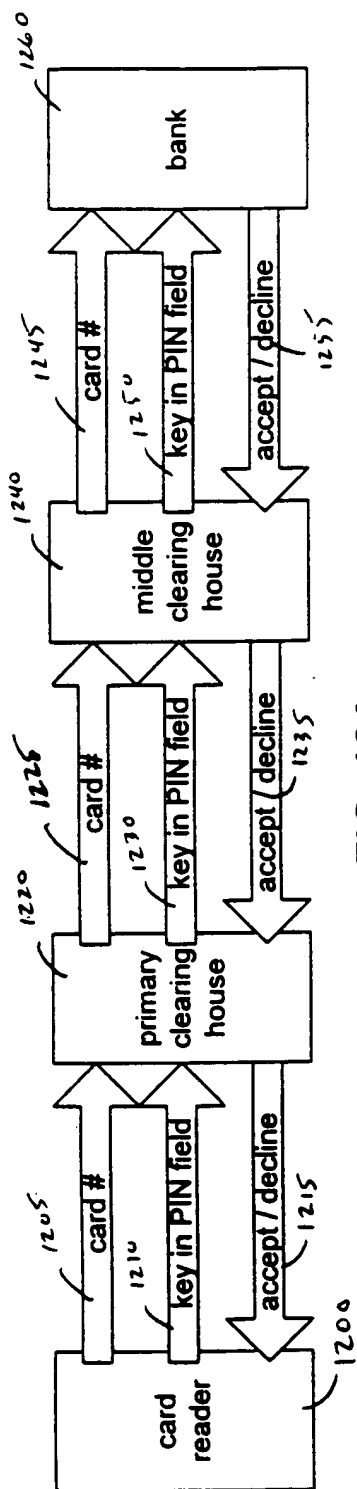 1200
card
reader
1205
card #
1210
key in PIN field
accept / decline
1215
1220
primary
clearing
house
1225
card #
1230
key in PIN field
accept / decline
1235
1240
middle
clearing
house
1245
card #
1250
key in PIN field
accept / decline
1255
1260
bank